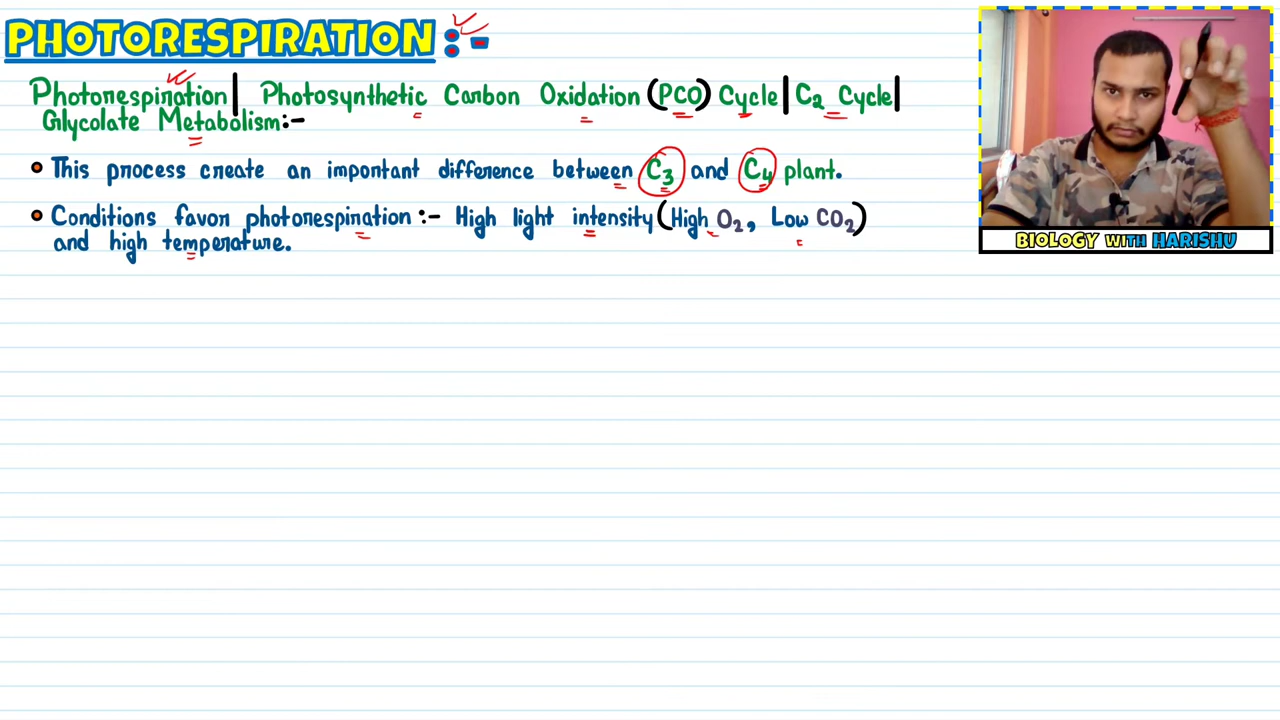 PHOTORESPIRATION :-
Photorespiration| Photosynthetic Carbon Oxidation (PCO) Cycle| C2 Cycle|
Glycolate Metabolism:-
• This process create an important difference between C3 and C4 plant.
• Conditions favor photorespiration :- High light intensity (High O2, Low CO2)
and high temperature.
BIOLOGY WITH HARISHU